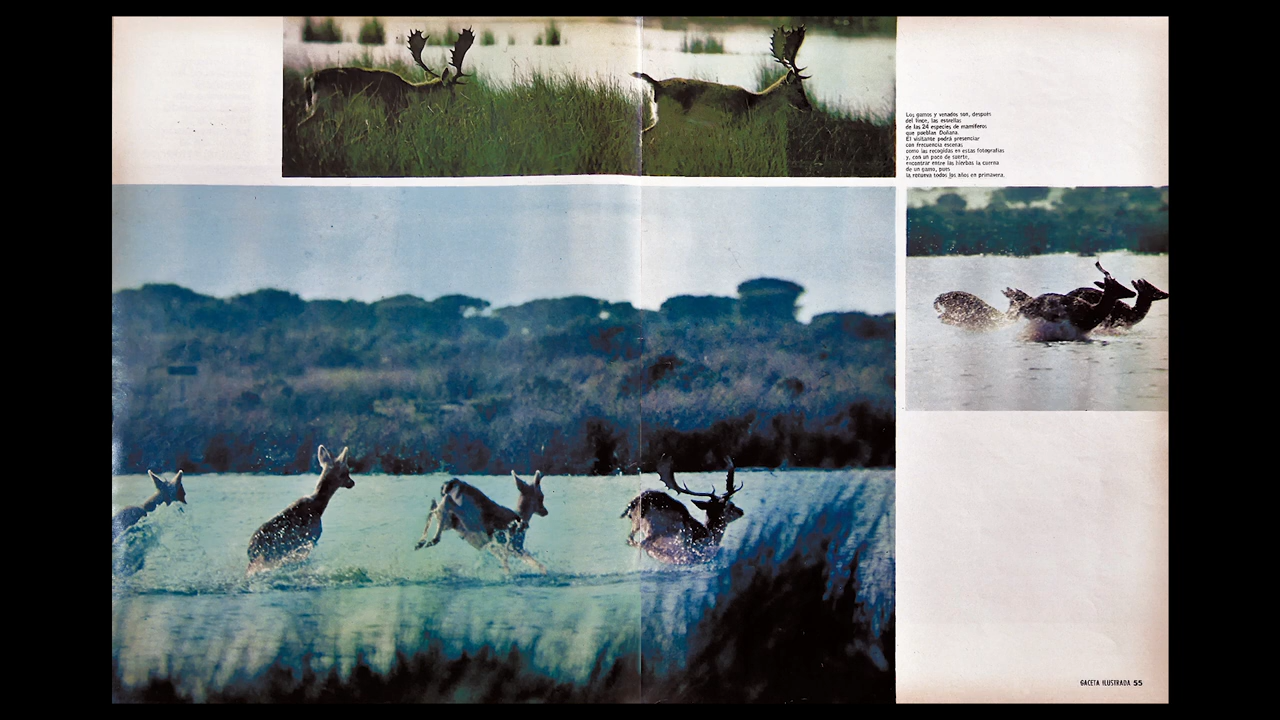 Los gamos y venados son, después
del lince, las estrellas
de las 24 especies de mamíferos
que pueblan Doñana.
El visitante podrá presenciar
con frecuencia escenas
como las recogidas en estas fotografías
y, con un poco de suerte,
encontrar entre las hierbas la cuerna
de un gamo, pues
la renueva todos los años en primavera.
GACETA ILUSTRADA 55